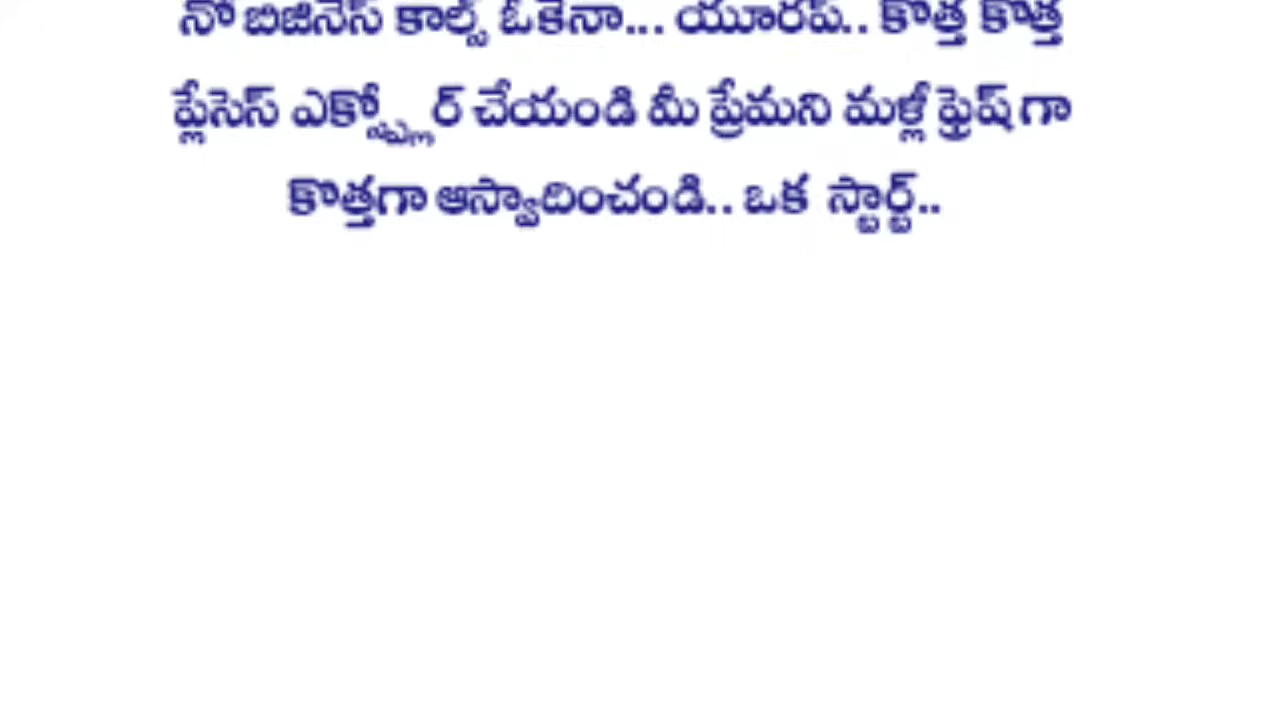 నో బిజినెస్ కాల్స్ ఓకేనా... యూరప్.. కొత్త కొత్త
ప్లేసెస్ ఎక్స్ప్లోర్ చేయండి మీ ప్రేమని మళ్లీ ఫ్రెష్ గా
కొత్తగా ఆస్వాదించండి.. ఒక స్టార్ట్..